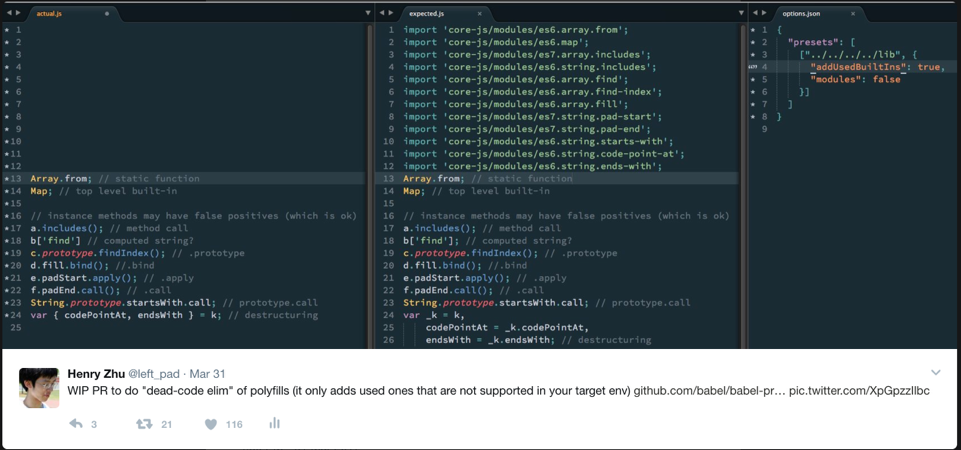 actual.js
1
2
3
4
5
6
7
8
9
10
11
12
13 Array.from; // static function
14 Map; // top level built-in
15
16 // instance methods may have false positives (which is ok)
17 a.includes(); // method call
18 b['find'] // computed string?
19 c.prototype.findIndex(); // .prototype
20 d.fill.bind(); //.bind
21 e.padStart.apply(); // .apply
22 f.padEnd.call(); // .call
23 String.prototype.startsWith.call; // prototype.call
24 var { codePointAt, endsWith } = k; // destructuring
25
expected.js
1 import 'core-js/modules/es6.array.from';
2 import 'core-js/modules/es6.map';
3 import 'core-js/modules/es7.array.includes';
4 import 'core-js/modules/es6.string.includes';
5 import 'core-js/modules/es6.array.find';
6 import 'core-js/modules/es6.array.find-index';
7 import 'core-js/modules/es6.array.fill';
8 import 'core-js/modules/es7.string.pad-start';
9 import 'core-js/modules/es7.string.pad-end';
10 import 'core-js/modules/es6.string.starts-with';
11 import 'core-js/modules/es6.string.code-point-at';
12 import 'core-js/modules/es6.string.ends-with';
13 Array.from; // static function
14 Map; // top level built-in
15
16 // instance methods may have false positives (which is ok)
17 a.includes(); // method call
18 b['find']; // computed string?
19 c.prototype.findIndex(); // .prototype
20 d.fill.bind(); //.bind
21 e.padStart.apply(); // .apply
22 f.padEnd.call(); // .call
23 String.prototype.startsWith.call; // prototype.call
24 var _k = k,
25 codePointAt = _k.codePointAt,
26 endsWith = _k.endsWith; // destructuring
options.json
1 {
2 "presets": [
3 ["../../../../lib", {
4 "addUsedBuiltIns": true,
5 "modules": false
6 }]
7 ]
8 }
9
Henry Zhu @left_pad · Mar 31
WIP PR to do "dead-code elim" of polyfills (it only adds used ones that are not supported in your target env) github.com/babel/babel-pr… pic.twitter.com/XpGpzzIlbc
3 21 116